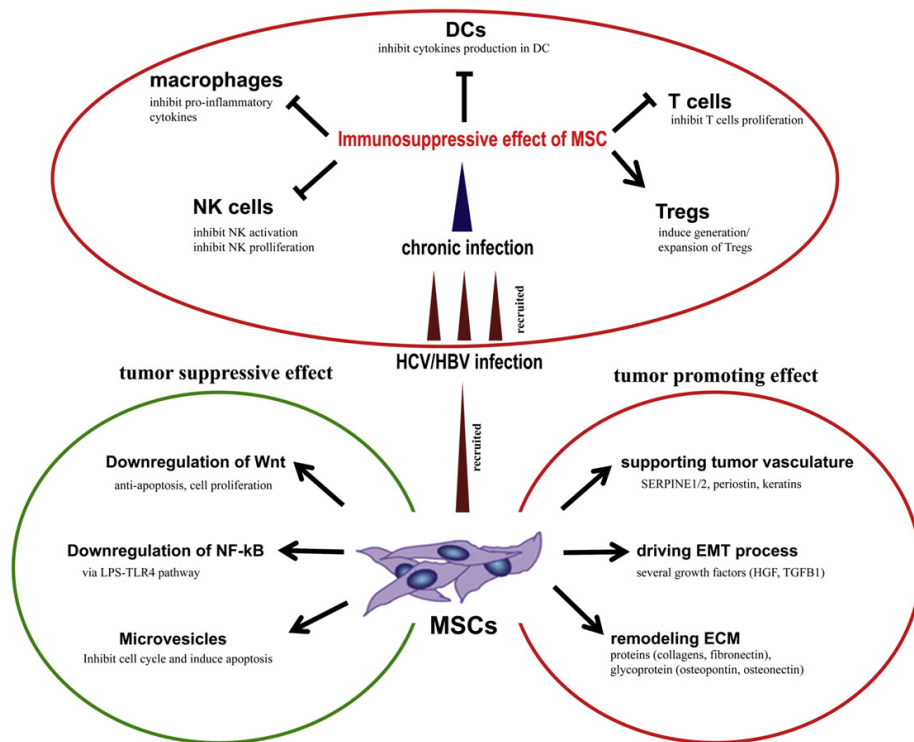 DCs
inhibit cytokines production in DC
macrophages
inhibit pro-inflammatory
cytokines
T cells
inhibit T cells proliferation
Immunosuppressive effect of MSC
NK cells
inhibit NK activation
inhibit NK prolliferation
Tregs
induce generation/
expansion of Tregs
chronic infection
recruited
HCV/HBV infection
tumor suppressive effect
tumor promoting effect
recruited
Downregulation of Wnt
anti-apoptosis, cell proliferation
Downregulation of NF-kB
via LPS-TLR4 pathway
Microvesicles
Inhibit cell cycle and induce apoptosis
MSCs
supporting tumor vasculature
SERPINE1/2, periostin, keratins
driving EMT process
several growth factors (HGF, TGFB1)
remodeling ECM
proteins (collagens, fibronectin),
glycoprotein (osteopontin, osteonectin)